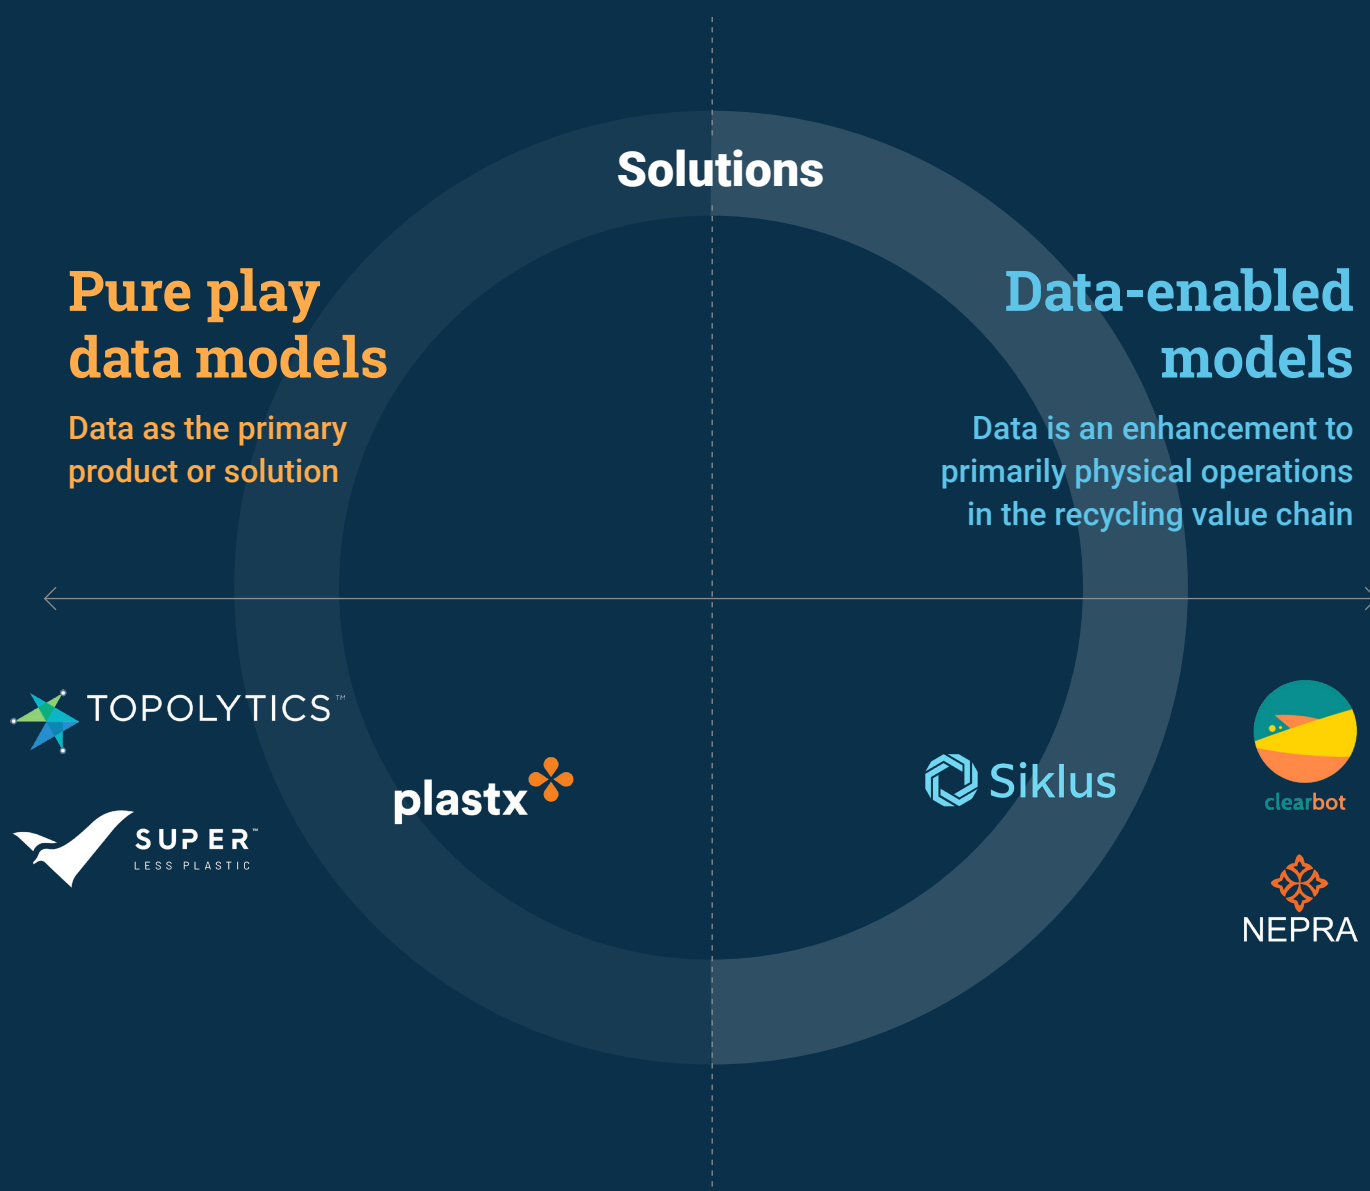 Solutions
Pure play
data models
Data as the primary
product or solution
Data-enabled
models
Data is an enhancement to
primarily physical operations
in the recycling value chain
TOPOLYTICS™
SUPER™
LESS PLASTIC
plastx
Siklus
clearbot
NEPRA